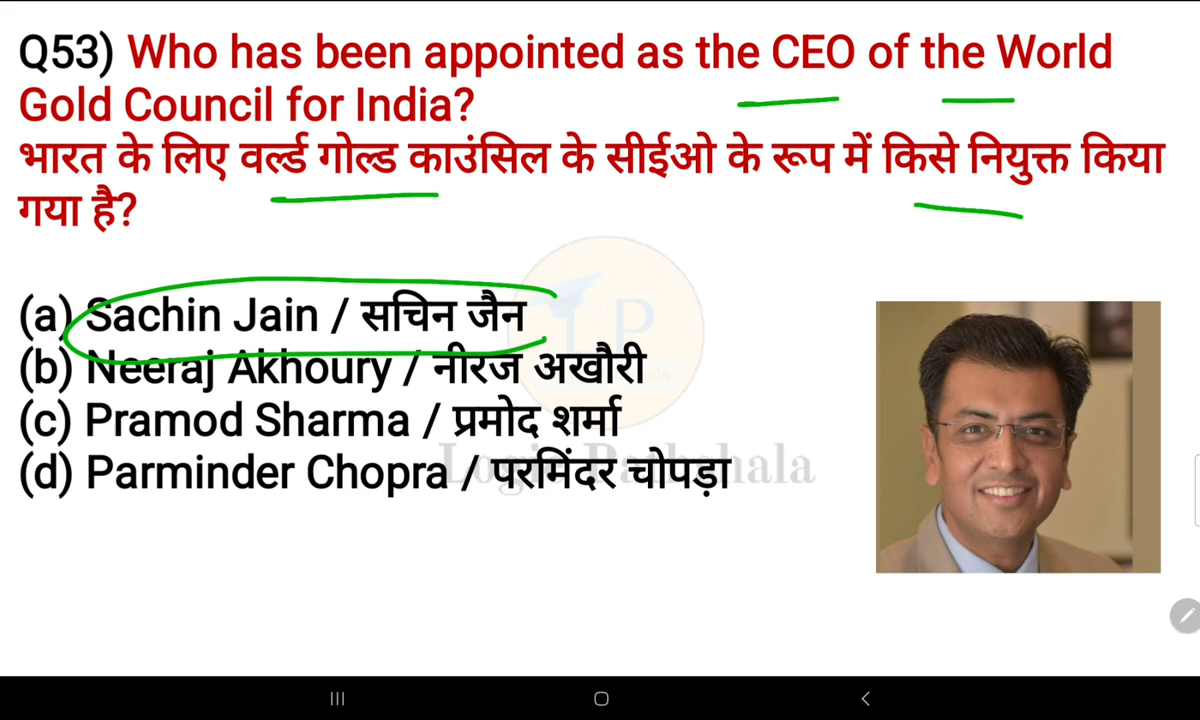 Q53) Who has been appointed as the CEO of the World
Gold Council for India?
भारत के लिए वर्ल्ड गोल्ड काउंसिल के सीईओ के रूप में किसे नियुक्त किया
गया है?
(a) Sachin Jain / सचिन जैन
(b) Neeraj Akhoury / नीरज अखौरी
(c) Pramod Sharma / प्रमोद शर्मा
(d) Parminder Chopra / परमिंदर चोपड़ा